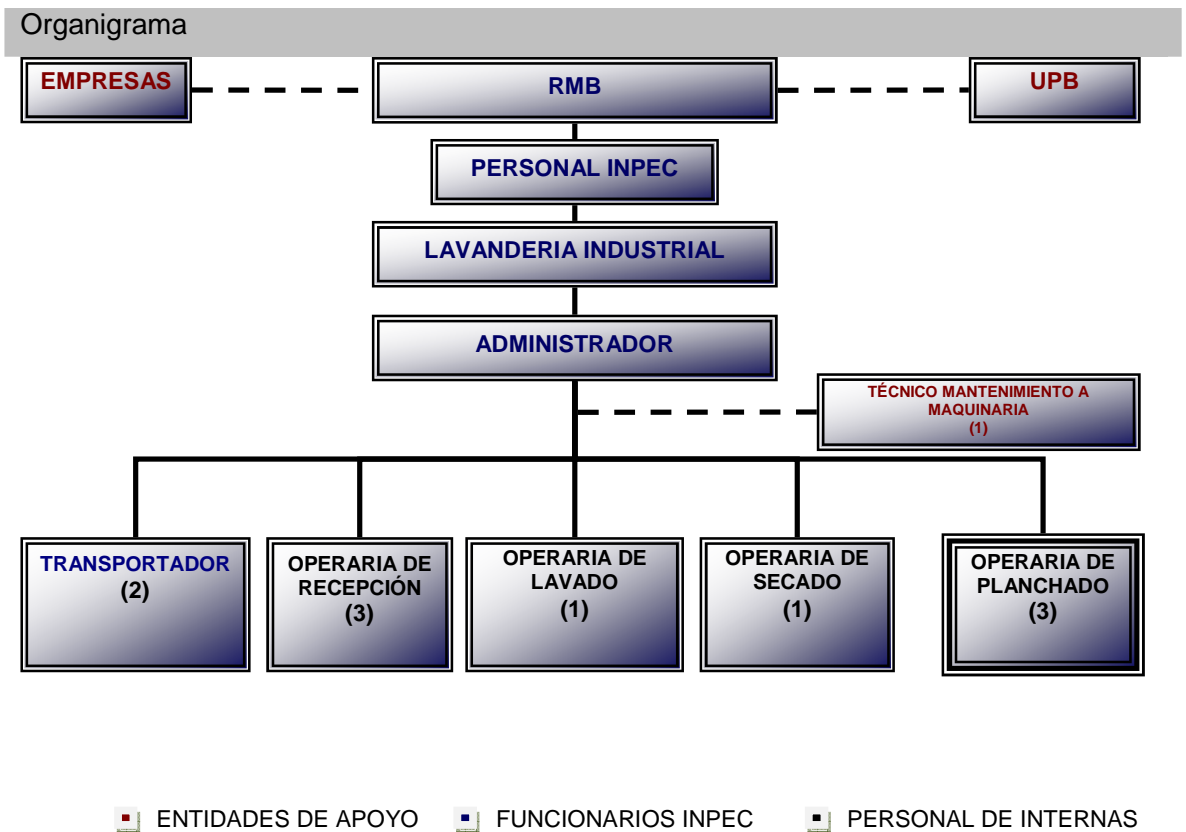 Organigrama
EMPRESAS
RMB
UPB
PERSONAL INPEC
LAVANDERIA INDUSTRIAL
ADMINISTRADOR
TÉCNICO MANTENIMIENTO A
MAQUINARIA
(1)
TRANSPORTADOR
(2)
OPERARIA DE
RECEPCIÓN
(3)
OPERARIA DE
LAVADO
(1)
OPERARIA DE
SECADO
(1)
OPERARIA DE
PLANCHADO
(3)
ENTIDADES DE APOYO
FUNCIONARIOS INPEC
PERSONAL DE INTERNAS